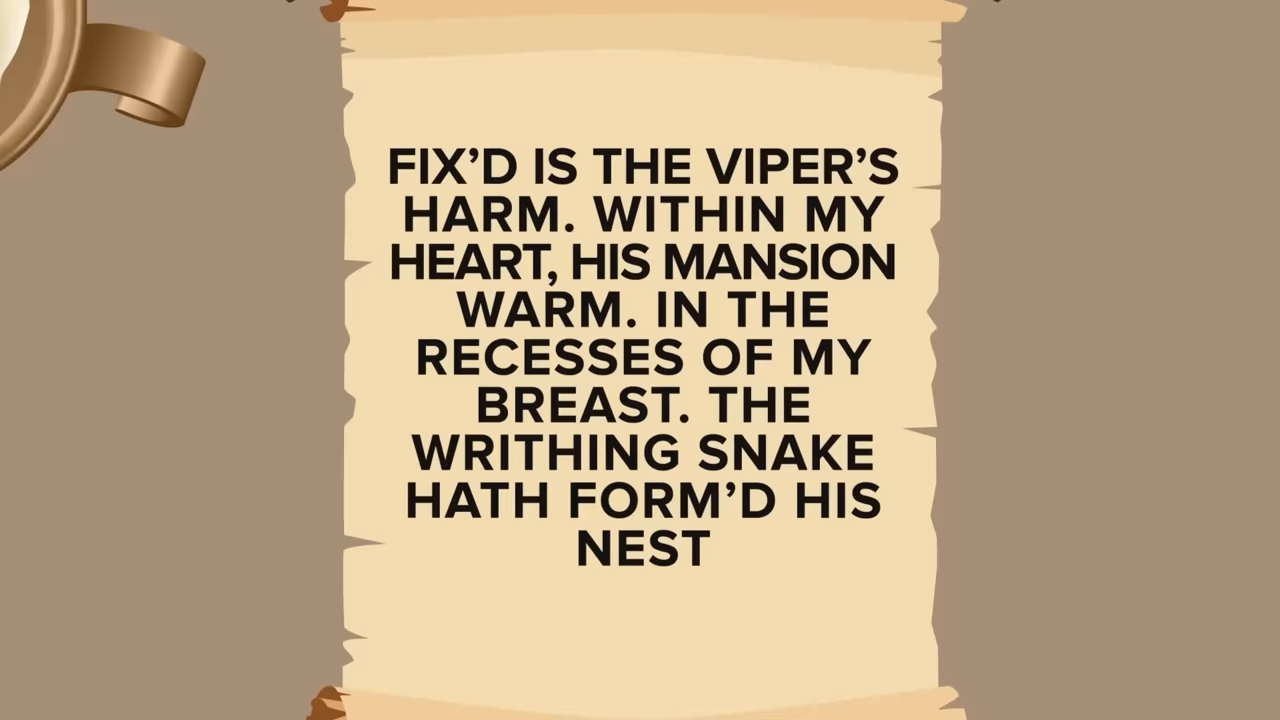 FIX’D IS THE VIPER’S
HARM. WITHIN MY
HEART, HIS MANSION
WARM. IN THE
RECESSES OF MY
BREAST. THE
WRITHING SNAKE
HATH FORM’D HIS
NEST